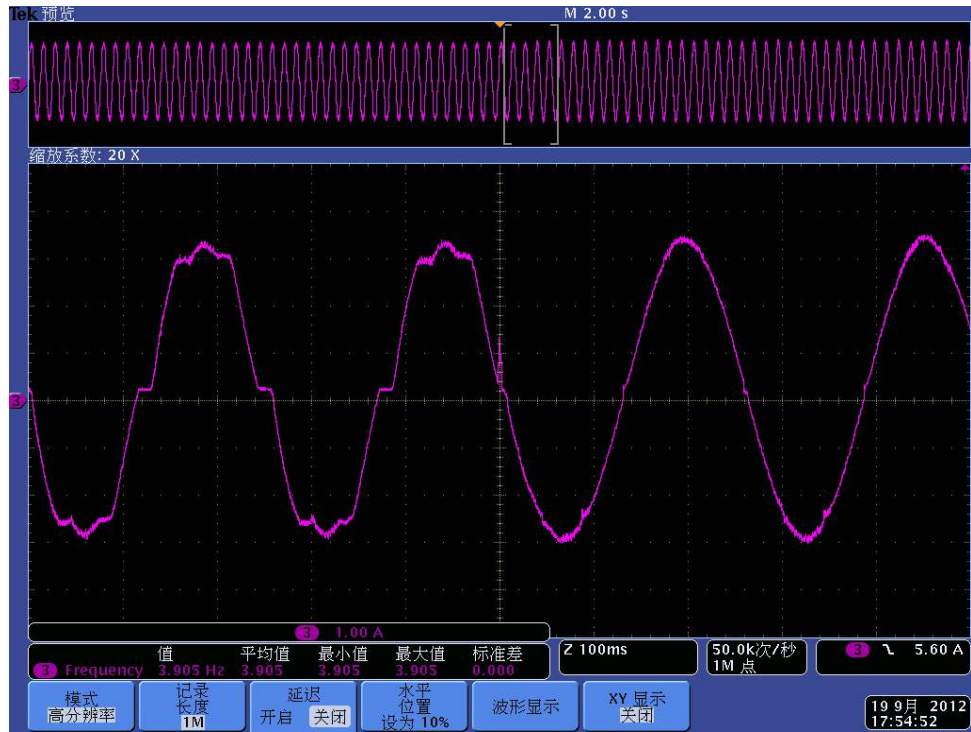 Tek 预览 M 2.00 s
3
缩放系数: 20 X
3
3 1.00 A
值 平均值 最小值 最大值 标准差
3 Frequency 3.905 Hz 3.905 3.905 3.905 0.000
Z 100ms
50.0k次/秒
1M 点
3 5.60 A
模式
高分辨率
记录
长度
1M
延迟
开启 关闭
水平
位置
设为 10%
波形显示
XY 显示
关闭
19 9月 2012
17:54:52